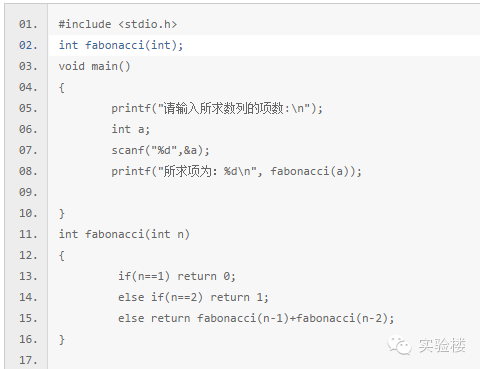 01. #include <stdio.h>
02. int fabonacci(int);
03. void main()
04. {
05. printf("请输入所求数列的项数:\n");
06. int a;
07. scanf("%d",&a);
08. printf("所求项为: %d\n", fabonacci(a));
09.
10. }
11. int fabonacci(int n)
12. {
13. if(n==1) return 0;
14. else if(n==2) return 1;
15. else return fabonacci(n-1)+fabonacci(n-2);
16. }
17.
实验楼